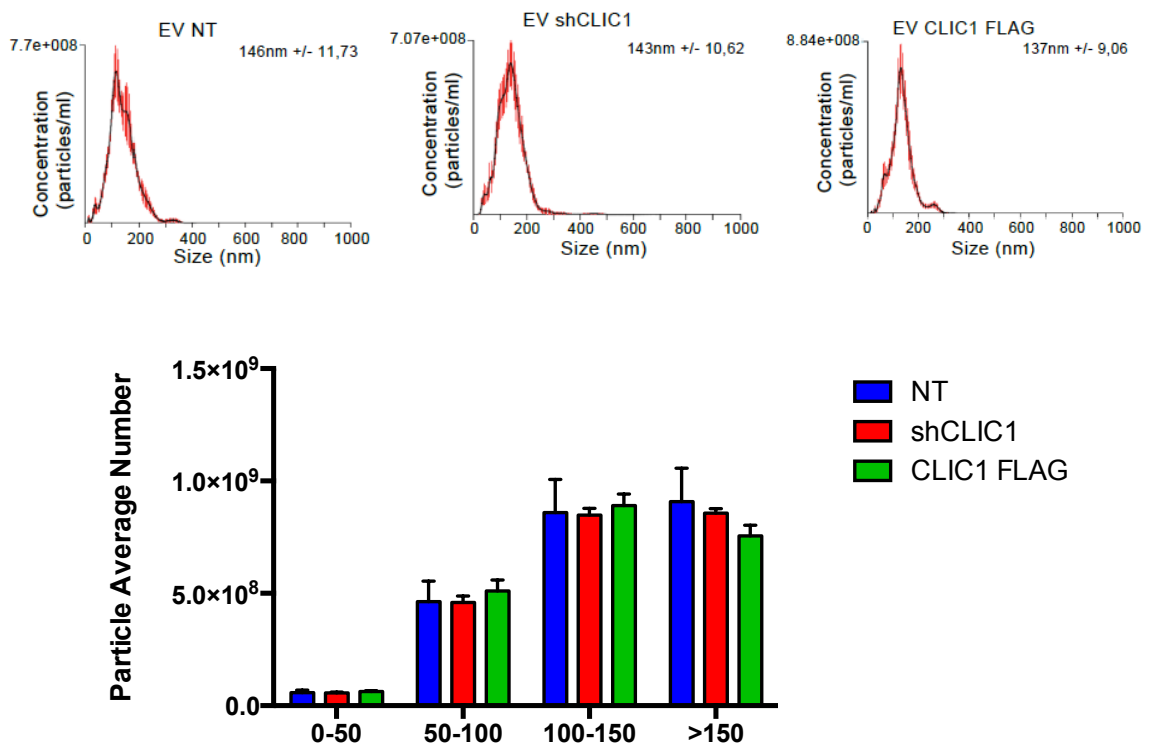 EV NT
7.7e+008
146nm +/- 11,73
Concentration
(particles/ml)
0 200 400 600 800 1000
Size (nm)
EV shCLIC1
7.07e+008
143nm +/- 10,62
Concentration
(particles/ml)
0 200 400 600 800 1000
Size (nm)
EV CLIC1 FLAG
8.84e+008
137nm +/- 9,06
Concentration
(particles/ml)
0 200 400 600 800 1000
Size (nm)
Particle Average Number
1.5×10⁹
1.0×10⁹
5.0×10⁸
0.0
0-50 50-100 100-150 >150
NT
shCLIC1
CLIC1 FLAG